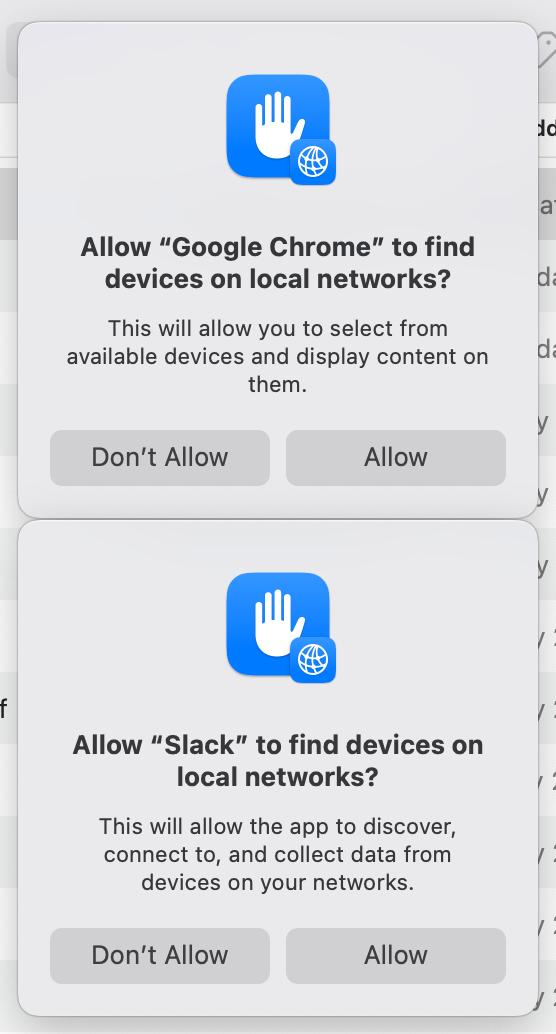 Allow “Google Chrome” to find
devices on local networks?
This will allow you to select from
available devices and display content on
them.
Don’t Allow
Allow
Allow “Slack” to find devices on
local networks?
This will allow the app to discover,
connect to, and collect data from
devices on your networks.
Don’t Allow
Allow